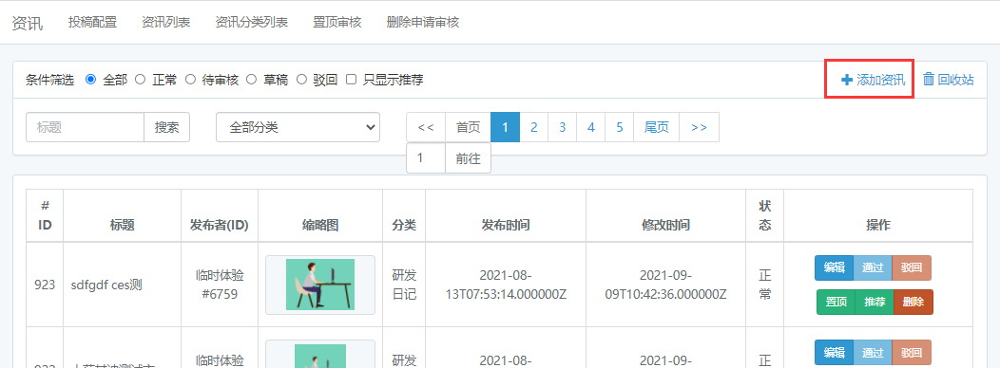 资讯 投稿配置 资讯列表 资讯分类列表 置顶审核 删除申请审核
条件筛选 全部 正常 待审核 草稿 驳回 只显示推荐 添加资讯 回收站
标题 搜索 全部分类 << 首页 1 2 3 4 5 尾页 >>
1 前往
#
ID 标题 发布者(ID) 缩略图 分类 发布时间 修改时间 状
态 操作
923 sdfgdf ces测 临时体验
#6759 研发
日记 2021-08-
13T07:53:14.000000Z 2021-09-
09T10:42:36.000000Z 正
常 编辑 通过 驳回
置顶 推荐 删除
临时体验 研发 2021-08- 2021-09- 正 编辑 通过 驳回